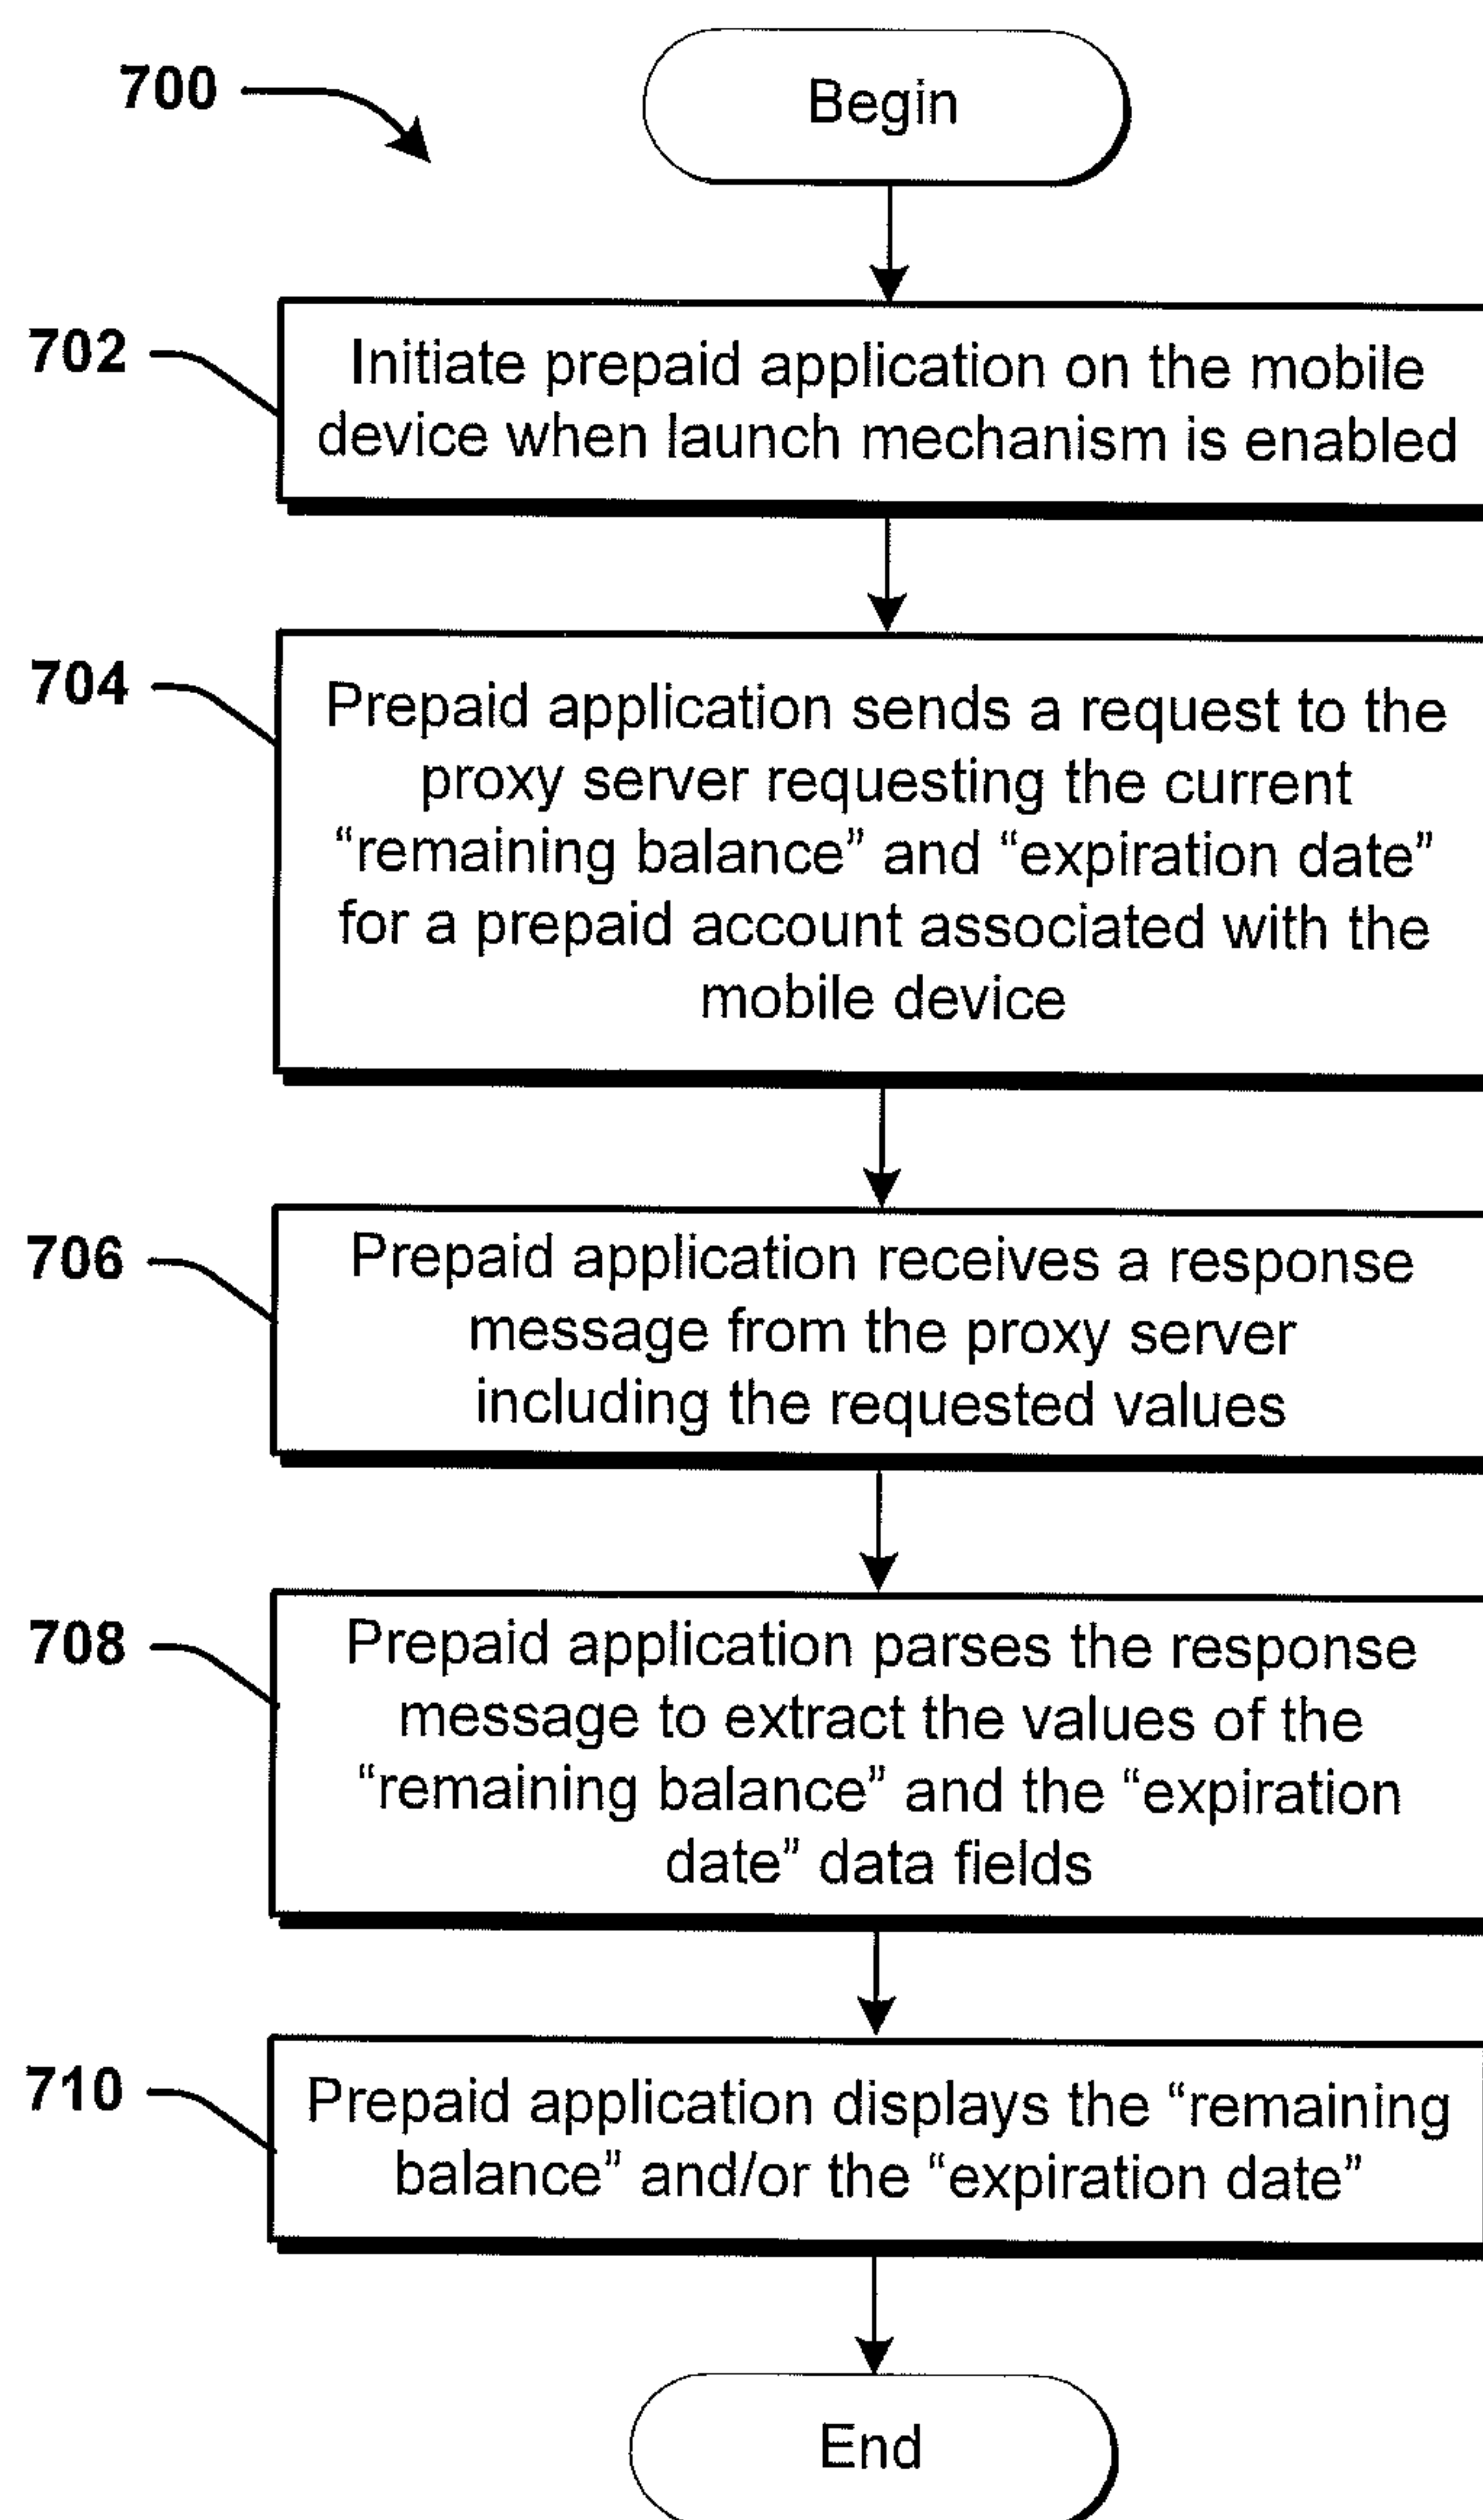 700
Begin
702
Initiate prepaid application on the mobile
device when launch mechanism is enabled
704
Prepaid application sends a request to the
proxy server requesting the current
“remaining balance” and “expiration date”
for a prepaid account associated with the
mobile device
706
Prepaid application receives a response
message from the proxy server
including the requested values
708
Prepaid application parses the response
message to extract the values of the
“remaining balance” and the “expiration
date” data fields
710
Prepaid application displays the “remaining
balance” and/or the “expiration date”
End